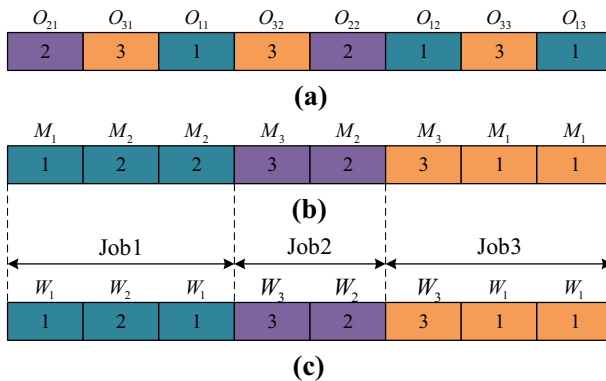 O21 O31 O11 O32 O22 O12 O33 O13
2 3 1 3 2 1 3 1
(a)
M1 M2 M2 M3 M2 M3 M1 M1
1 2 2 3 2 3 1 1
(b)
Job1 Job2 Job3
W1 W2 W1 W3 W2 W3 W1 W1
1 2 1 3 2 3 1 1
(c)